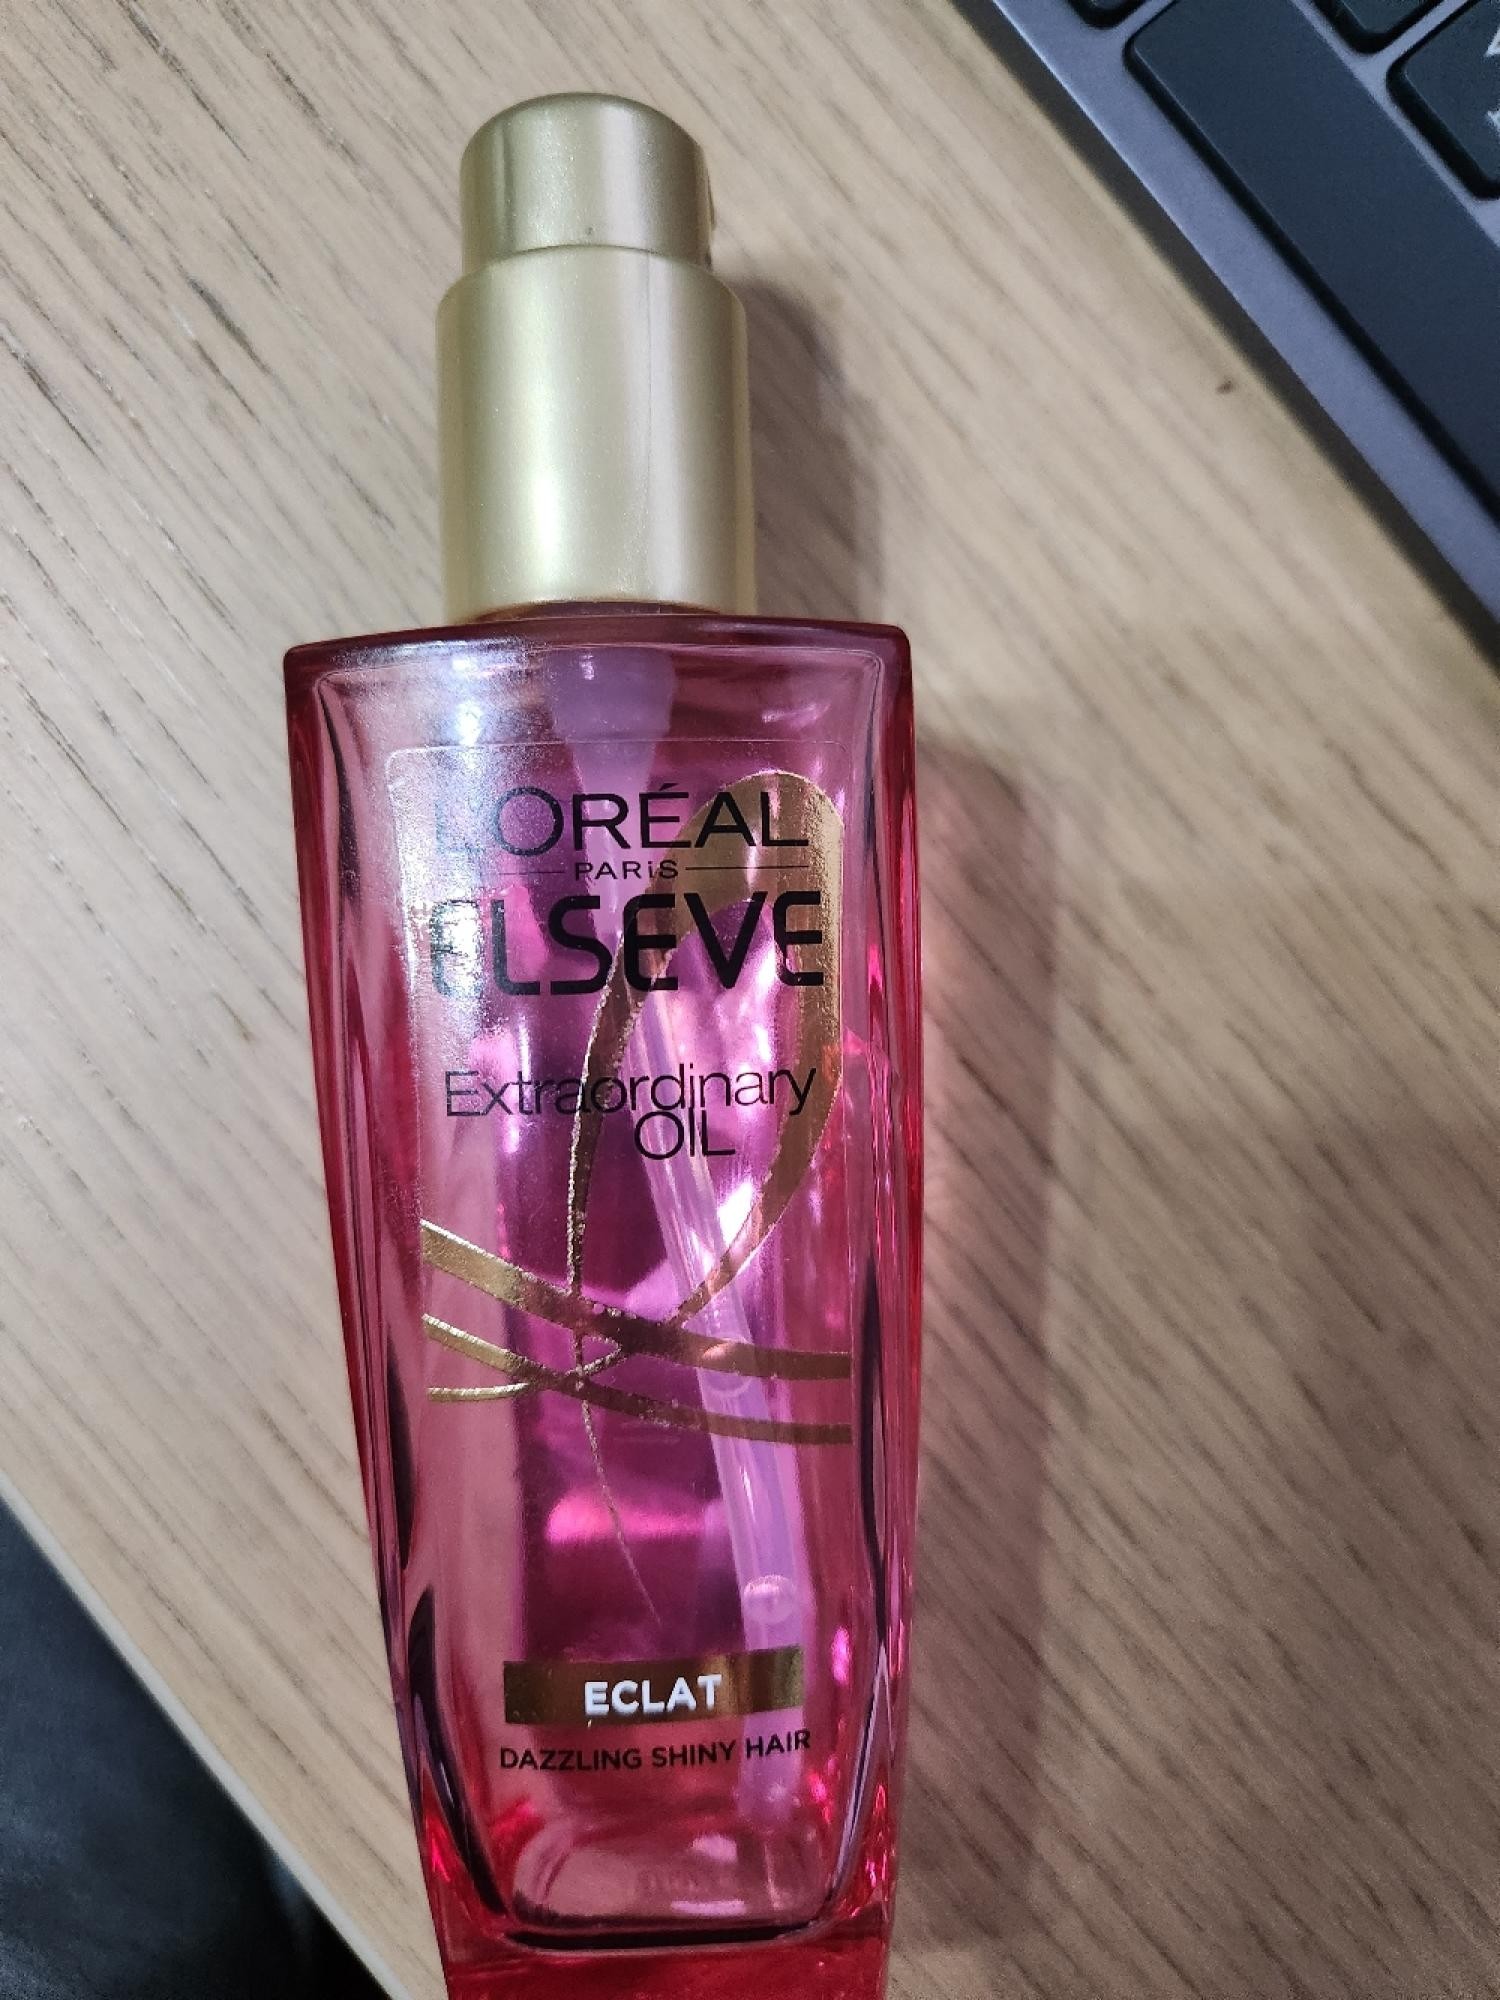 L'ORÉAL
PARIS
ELSEVE
Extraordinary
OIL
ECLAT
DAZZLING SHINY HAIR